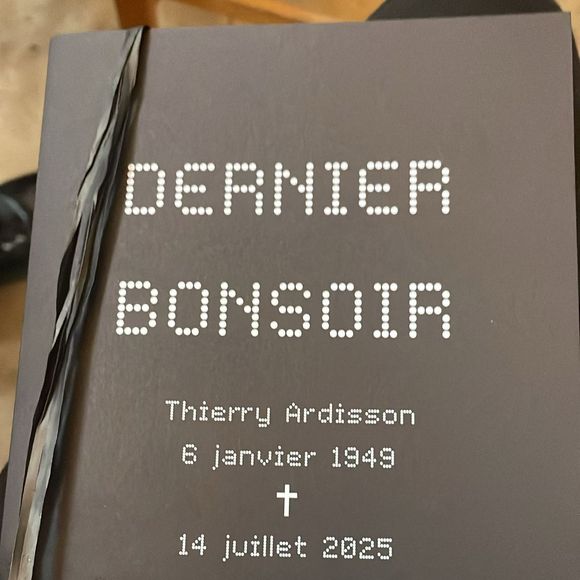 DERNIER
BONSOIR
Thierry Ardisson
6 janvier 1949
✝
14 juillet 2025